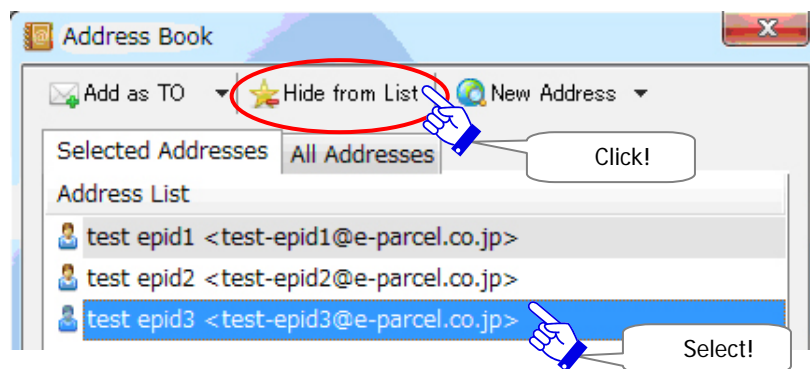 Address Book
Add as TO Hide from List New Address
Selected Addresses All Addresses
Click!
Address List
test epid1 <test-epid1@e-parcel.co.jp>
test epid2 <test-epid2@e-parcel.co.jp>
test epid3 <test-epid3@e-parcel.co.jp>
Select!